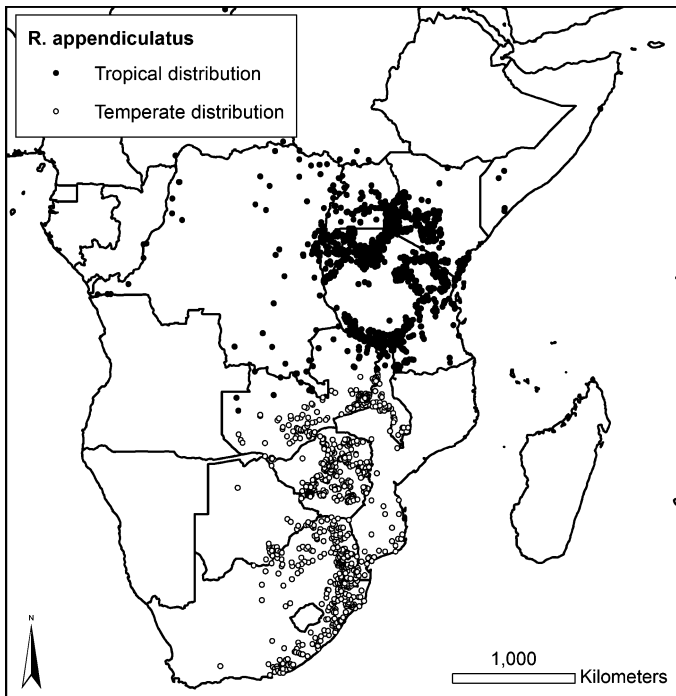 R. appendiculatus
Tropical distribution
Temperate distribution
N
1,000
Kilometers